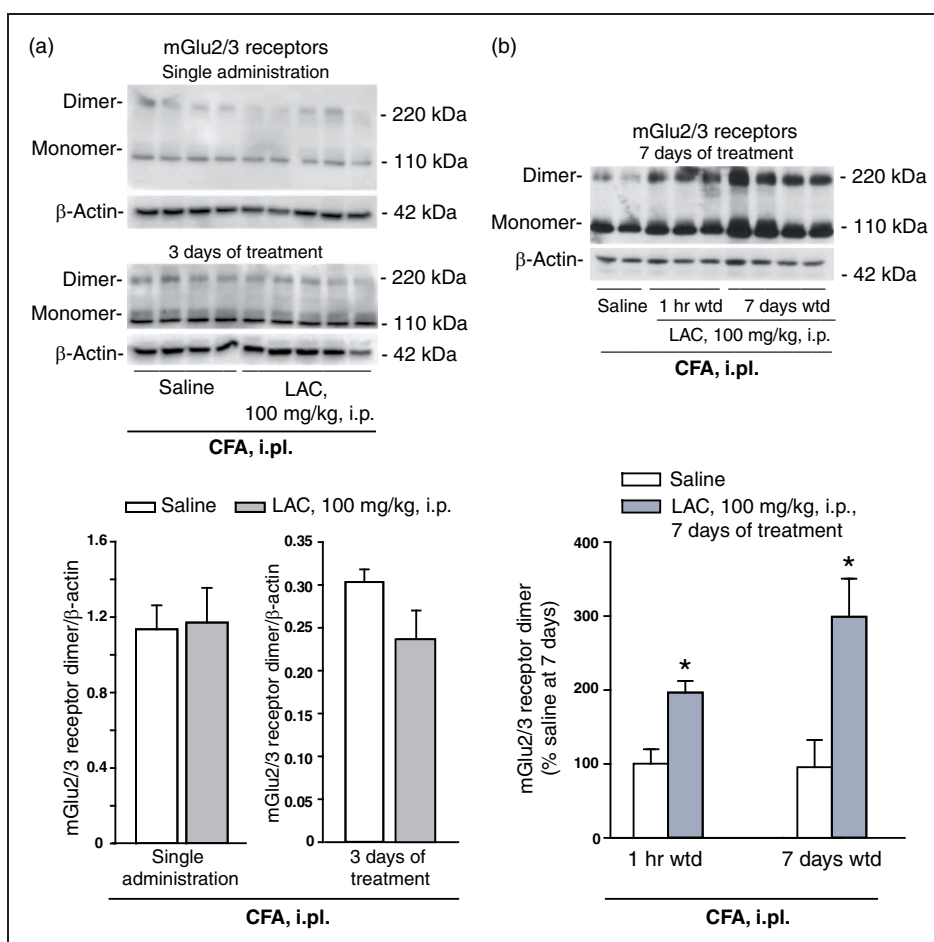 (a)
mGlu2/3 receptors
Single administration
Dimer-
- 220 kDa
Monomer-
- 110 kDa
β-Actin-
- 42 kDa
3 days of treatment
Dimer-
- 220 kDa
Monomer-
- 110 kDa
β-Actin-
- 42 kDa
Saline
LAC,
100 mg/kg, i.p.
CFA, i.pl.
(b)
mGlu2/3 receptors
7 days of treatment
Dimer-
- 220 kDa
Monomer-
- 110 kDa
β-Actin-
- 42 kDa
Saline 1 hr wtd 7 days wtd
LAC, 100 mg/kg, i.p.
CFA, i.pl.
Saline LAC, 100 mg/kg, i.p.
mGlu2/3 receptor dimer/β-actin
1.6
1.2
0.8
0.4
0
Single
administration
mGlu2/3 receptor dimer/β-actin
0.35
0.30
0.25
0.20
0.15
0.10
0.05
0
3 days of
treatment
CFA, i.pl.
Saline
LAC, 100 mg/kg, i.p.,
7 days of treatment
mGlu2/3 receptor dimer
(% saline at 7 days)
400
300
200
100
0
*
*
1 hr wtd 7 days wtd
CFA, i.pl.